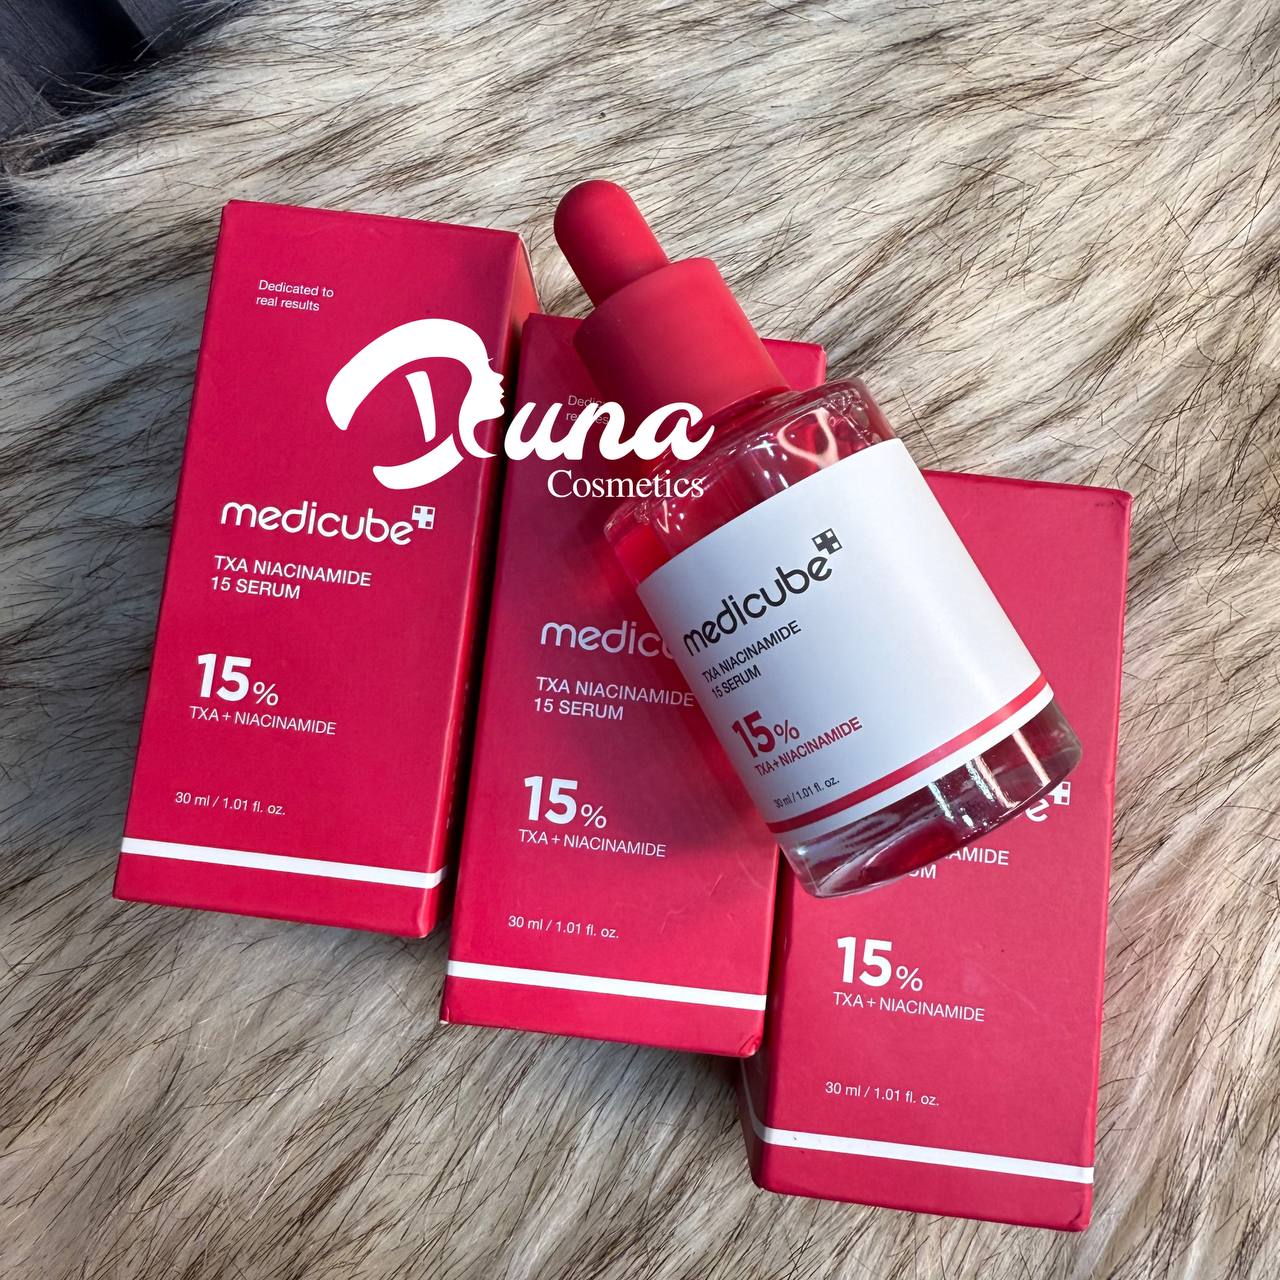 Dedicated to
real results
medicube
TXA NIACINAMIDE
15 SERUM
15%
TXA + NIACINAMIDE
30 ml / 1.01 fl. oz.
Duna
Cosmetics
TXA NIACINAMIDE
15 SERUM
15%
TXA + NIACINAMIDE
30 ml / 1.01 fl. oz.
medicube
TXA NIACINAMIDE
15 SERUM
15%
TXA + NIACINAMIDE
30 ml / 1.01 fl. oz.
15%
TXA + NIACINAMIDE
30 ml / 1.01 fl. oz.